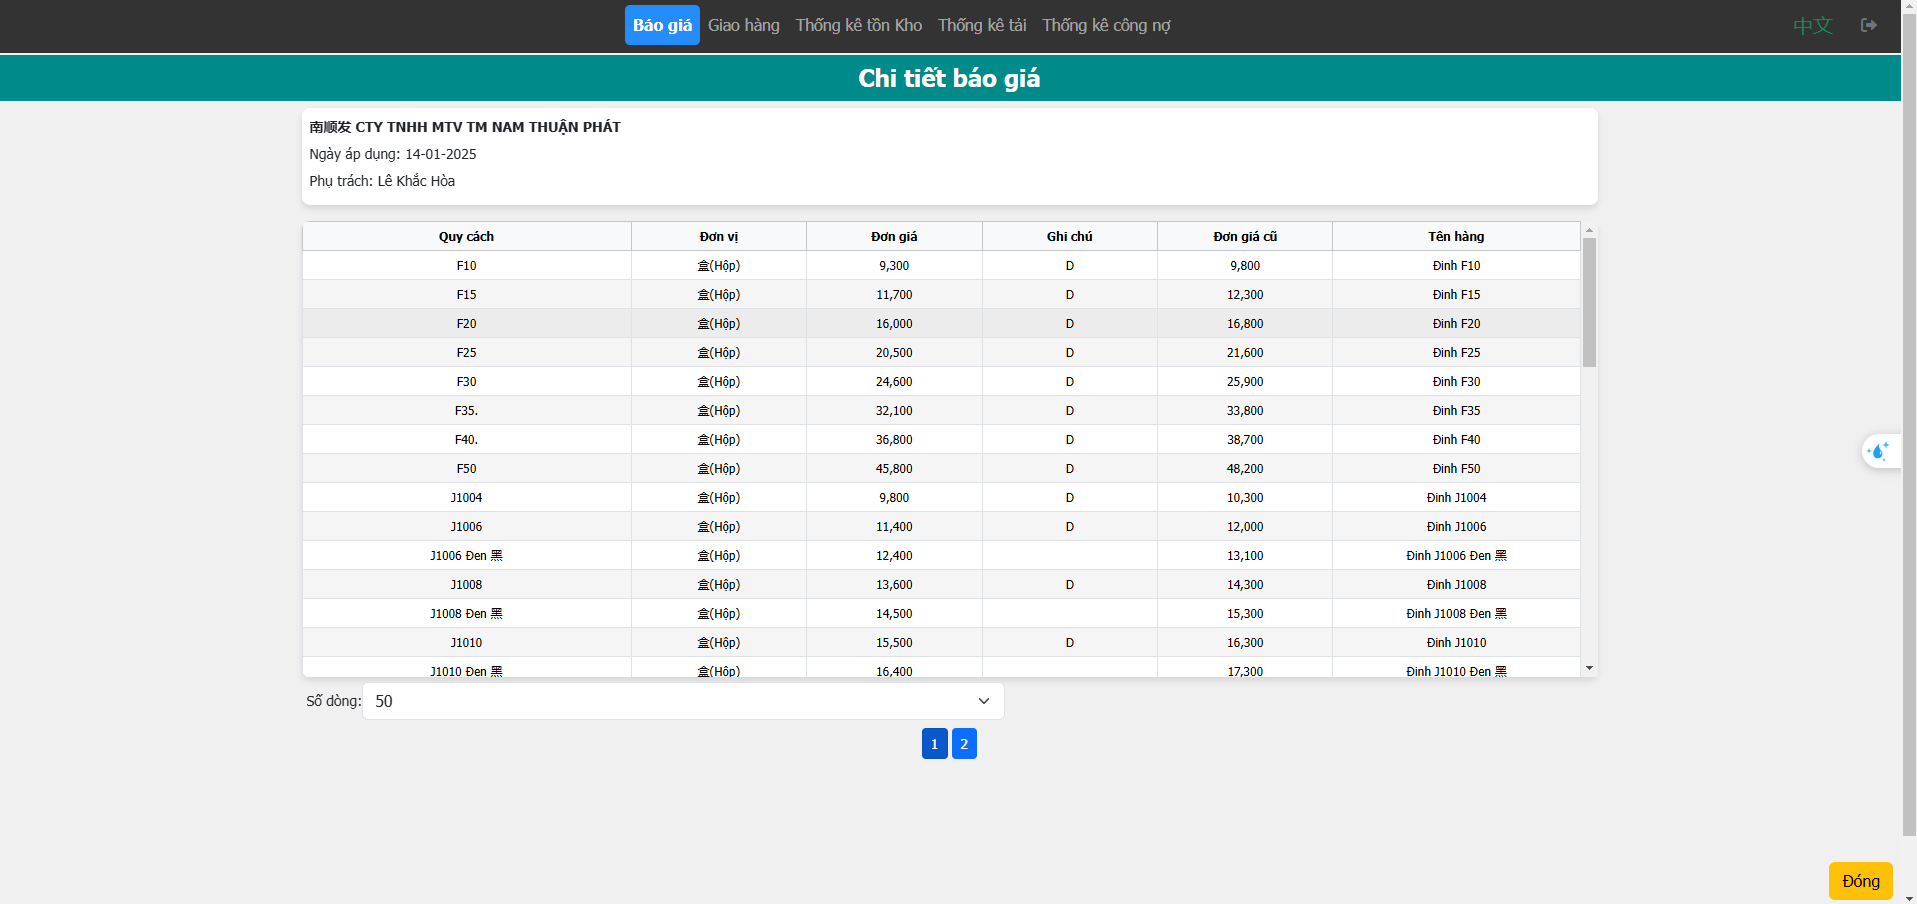 Báo giá Giao hàng Thống kê tồn Kho Thống kê tải Thống kê công nợ 中文
Chi tiết báo giá
南顺发 CTY TNHH MTV TM NAM THUẬN PHÁT
Ngày áp dụng: 14-01-2025
Phụ trách: Lê Khắc Hòa
Quy cách Đơn vị Đơn giá Ghi chú Đơn giá cũ Tên hàng
F10 盒(Hộp) 9,300 D 9,800 Đinh F10
F15 盒(Hộp) 11,700 D 12,300 Đinh F15
F20 盒(Hộp) 16,000 D 16,800 Đinh F20
F25 盒(Hộp) 20,500 D 21,600 Đinh F25
F30 盒(Hộp) 24,600 D 25,900 Đinh F30
F35. 盒(Hộp) 32,100 D 33,800 Đinh F35
F40. 盒(Hộp) 36,800 D 38,700 Đinh F40
F50 盒(Hộp) 45,800 D 48,200 Đinh F50
J1004 盒(Hộp) 9,800 D 10,300 Đinh J1004
J1006 盒(Hộp) 11,400 D 12,000 Đinh J1006
J1006 Đen 黑 盒(Hộp) 12,400 13,100 Đinh J1006 Đen 黑
J1008 盒(Hộp) 13,600 D 14,300 Đinh J1008
J1008 Đen 黑 盒(Hộp) 14,500 15,300 Đinh J1008 Đen 黑
J1010 盒(Hộp) 15,500 D 16,300 Đinh J1010
J1010 Đen 黑 盒(Hộp) 16,400 17,300 Đinh J1010 Đen 黑
Số dòng: 50
1 2
Đóng